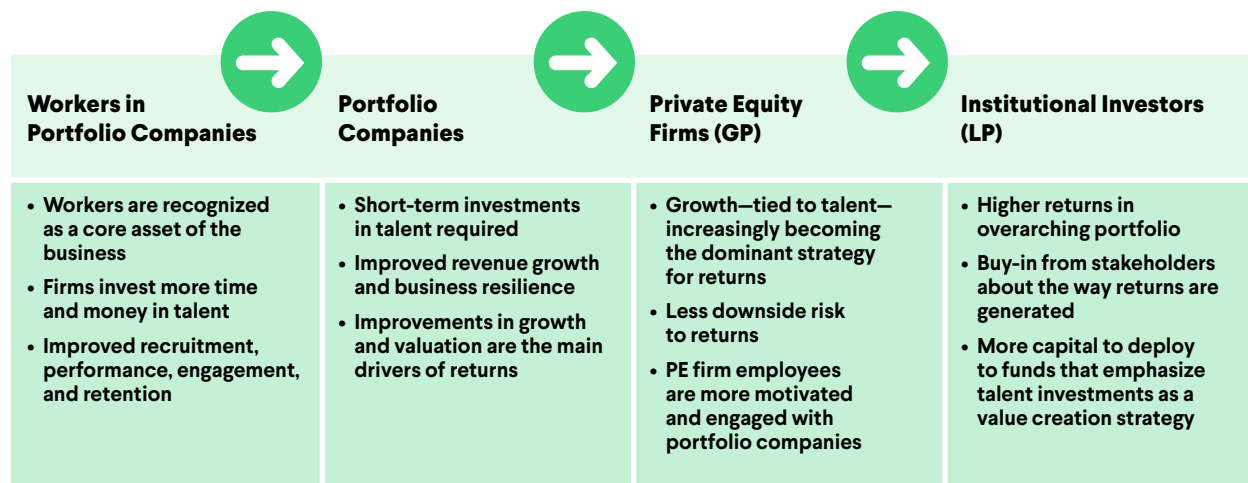 Workers in
Portfolio Companies
Portfolio
Companies
Private Equity
Firms (GP)
Institutional Investors
(LP)
• Workers are recognized
as a core asset of the
business
• Firms invest more time
and money in talent
• Improved recruitment,
performance, engagement,
and retention
• Short-term investments
in talent required
• Improved revenue growth
and business resilience
• Improvements in growth
and valuation are the main
drivers of returns
• Growth—tied to talent—
increasingly becoming
the dominant strategy
for returns
• Less downside risk
to returns
• PE firm employees
are more motivated
and engaged with
portfolio companies
• Higher returns in
overarching portfolio
• Buy-in from stakeholders
about the way returns are
generated
• More capital to deploy
to funds that emphasize
talent investments as a
value creation strategy